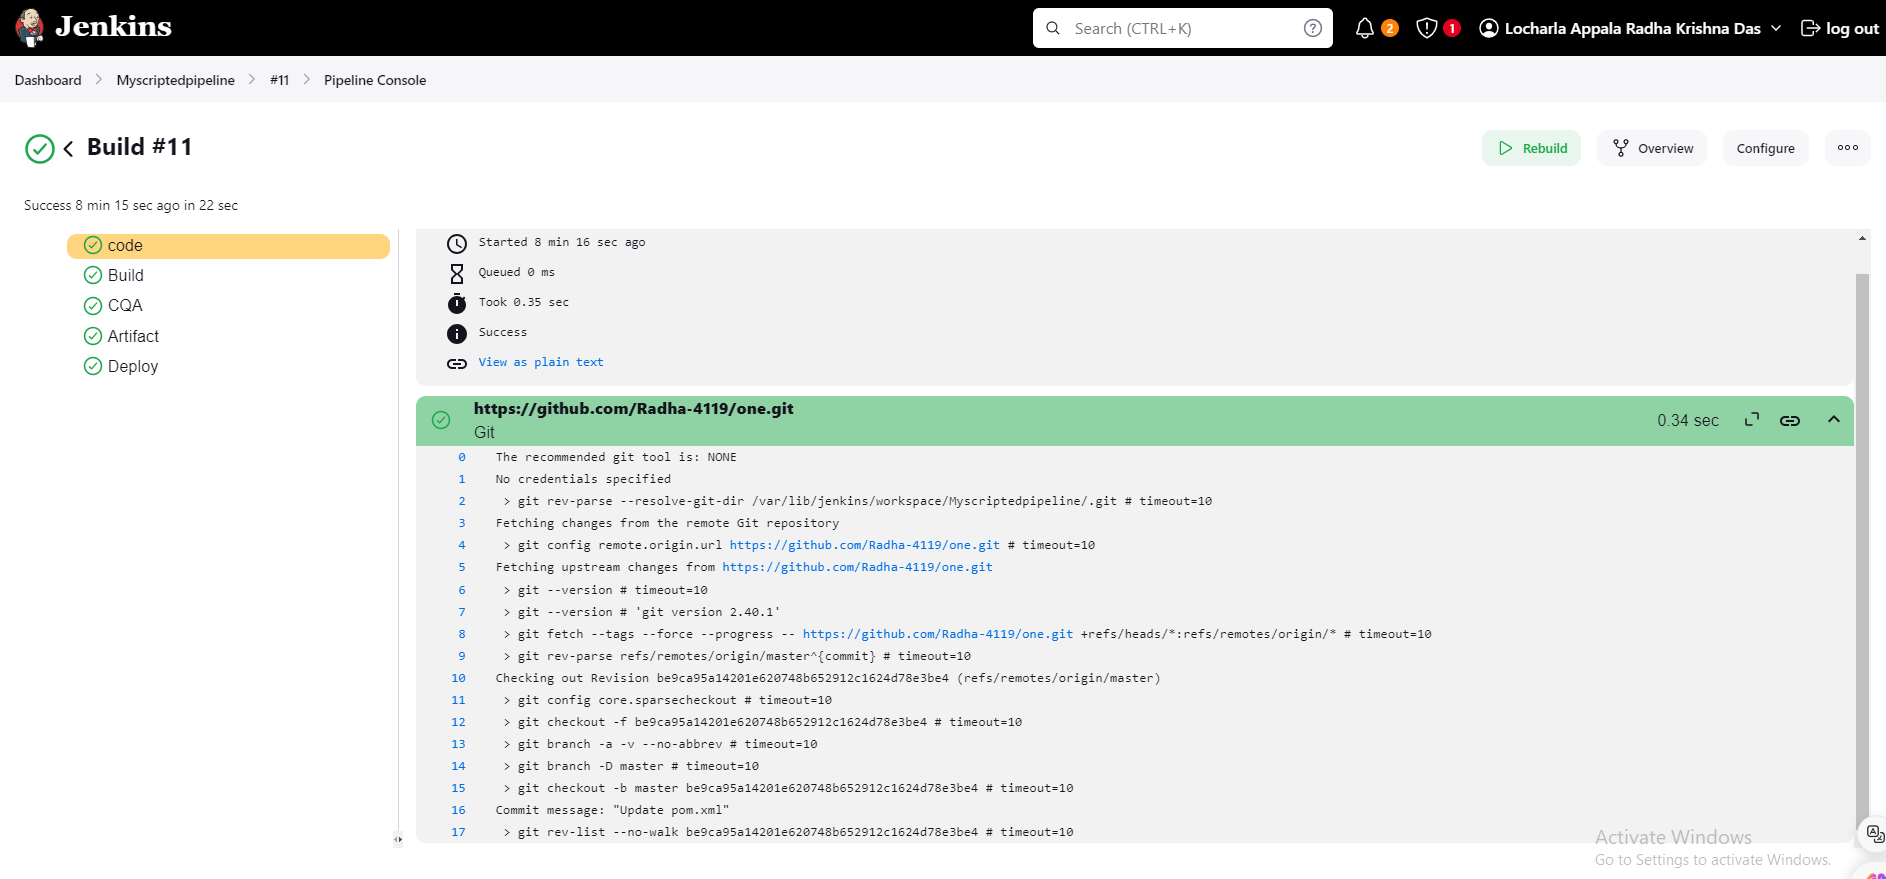 Jenkins
Search (CTRL+K)
2
1
Locharla Appala Radha Krishna Das
log out
Dashboard
Myscriptedpipeline
#11
Pipeline Console
Build #11
Rebuild
Overview
Configure
Success 8 min 15 sec ago in 22 sec
code
Build
CQA
Artifact
Deploy
Started 8 min 16 sec ago
Queued 0 ms
Took 0.35 sec
Success
View as plain text
https://github.com/Radha-4119/one.git
Git
0.34 sec
0 The recommended git tool is: NONE
1 No credentials specified
2 > git rev-parse --resolve-git-dir /var/lib/jenkins/workspace/Myscriptedpipeline/.git # timeout=10
3 Fetching changes from the remote Git repository
4 > git config remote.origin.url https://github.com/Radha-4119/one.git # timeout=10
5 Fetching upstream changes from https://github.com/Radha-4119/one.git
6 > git --version # timeout=10
7 > git --version # 'git version 2.40.1'
8 > git fetch --tags --force --progress -- https://github.com/Radha-4119/one.git +refs/heads/*:refs/remotes/origin/* # timeout=10
9 > git rev-parse refs/remotes/origin/master^{commit} # timeout=10
10 Checking out Revision be9ca95a14201e620748b652912c1624d78e3be4 (refs/remotes/origin/master)
11 > git config core.sparsecheckout # timeout=10
12 > git checkout -f be9ca95a14201e620748b652912c1624d78e3be4 # timeout=10
13 > git branch -a -v --no-abbrev # timeout=10
14 > git branch -D master # timeout=10
15 > git checkout -b master be9ca95a14201e620748b652912c1624d78e3be4 # timeout=10
16 Commit message: "Update pom.xml"
17 > git rev-list --no-walk be9ca95a14201e620748b652912c1624d78e3be4 # timeout=10
Activate Windows
Go to Settings to activate Windows.